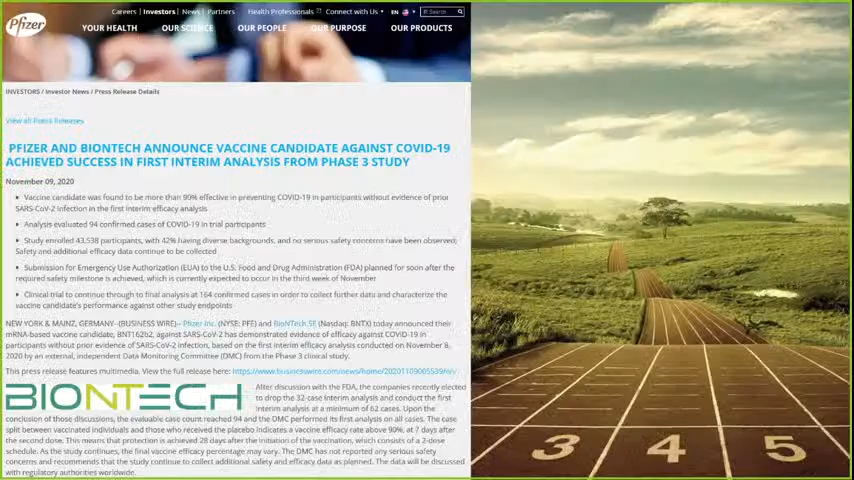 Careers | Investors | News | Partners Health Professionals Connect with Us EN Search
Pfizer
YOUR HEALTH OUR SCIENCE OUR PEOPLE OUR PURPOSE OUR PRODUCTS
INVESTORS / Investor News / Press Release Details
View all Press Releases
PFIZER AND BIONTECH ANNOUNCE VACCINE CANDIDATE AGAINST COVID-19
ACHIEVED SUCCESS IN FIRST INTERIM ANALYSIS FROM PHASE 3 STUDY
November 09, 2020
• Vaccine candidate was found to be more than 90% effective in preventing COVID-19 in participants without evidence of prior
SARS-CoV-2 infection in the first interim efficacy analysis
• Analysis evaluated 94 confirmed cases of COVID-19 in trial participants
• Study enrolled 43,538 participants, with 42% having diverse backgrounds, and no serious safety concerns have been observed;
Safety and additional efficacy data continue to be collected
• Submission for Emergency Use Authorization (EUA) to the U.S. Food and Drug Administration (FDA) planned for soon after the
required safety milestone is achieved, which is currently expected to occur in the third week of November
• Clinical trial to continue through to final analysis at 164 confirmed cases in order to collect further data and characterize the
vaccine candidate's performance against other study endpoints
NEW YORK & MAINZ, GERMANY--(BUSINESS WIRE)-- Pfizer Inc. (NYSE: PFE) and BioNTech SE (Nasdaq: BNTX) today announced their
mRNA-based vaccine candidate, BNT162b2, against SARS-CoV-2 has demonstrated evidence of efficacy against COVID-19 in
participants without prior evidence of SARS-CoV-2 infection, based on the first interim efficacy analysis conducted on November 8,
2020 by an external, independent Data Monitoring Committee (DMC) from the Phase 3 clinical study.
This press release features multimedia. View the full release here: https://www.businesswire.com/news/home/20201109005539/en/
BIONTECH
After discussion with the FDA, the companies recently elected
to drop the 32-case interim analysis and conduct the first
interim analysis at a minimum of 62 cases. Upon the
conclusion of those discussions, the evaluable case count reached 94 and the DMC performed its first analysis on all cases. The case
split between vaccinated individuals and those who received the placebo indicates a vaccine efficacy rate above 90%, at 7 days after
the second dose. This means that protection is achieved 28 days after the initiation of the vaccination, which consists of a 2-dose
schedule. As the study continues, the final vaccine efficacy percentage may vary. The DMC has not reported any serious safety
concerns and recommends that the study continue to collect additional safety and efficacy data as planned. The data will be discussed
with regulatory authorities worldwide.
3 4 5